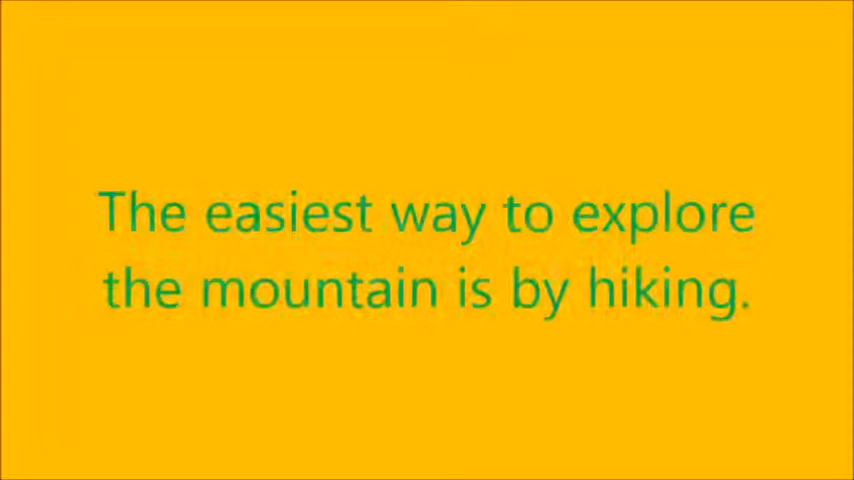 The easiest way to explore
the mountain is by hiking.